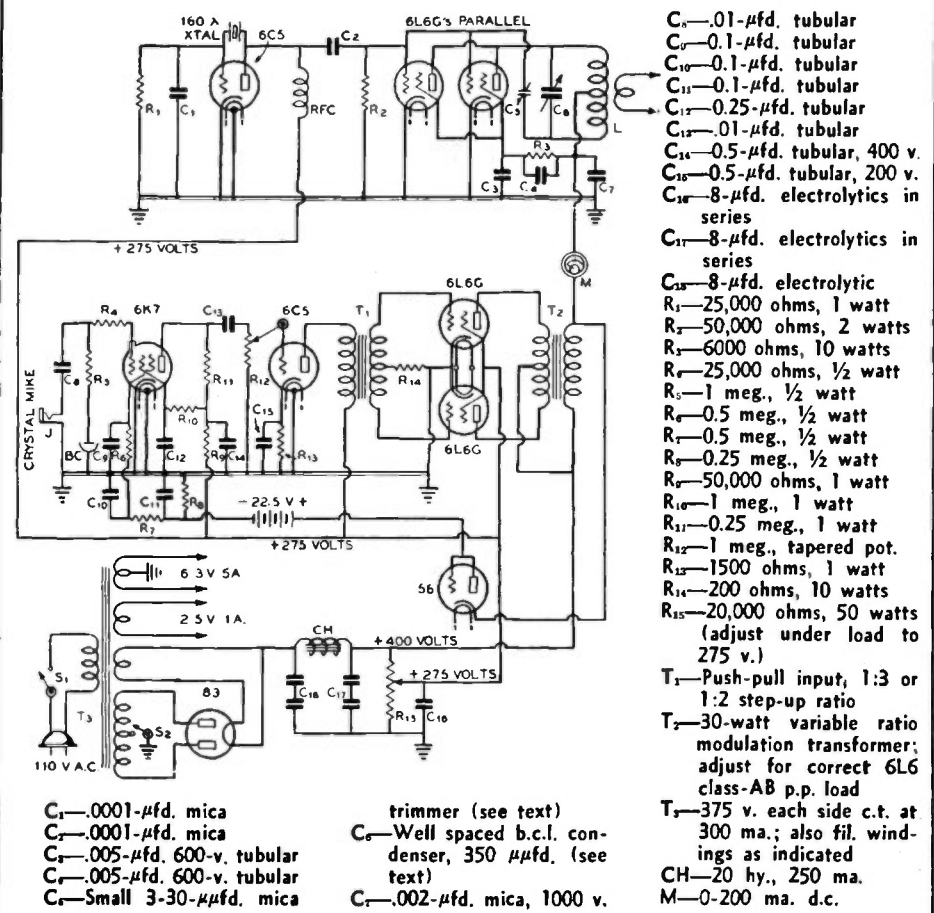 160 λ
XTAL
6C5
C2
6L6G's PARALLEL
R1
C1
RFC
R2
C5
C6
L
R3
C3
C4
C7
+ 275 VOLTS
M
R4
6K7
C13
6C5
T1
6L6G
T2
C8
R5
R11
R12
R14
CRYSTAL MIKE
J
BC
C9
R6
C12
R10
R9
C14
C15
R13
6L6G
C10
C11
R8
R7
- 22.5 V +
+275 VOLTS
56
6 3V 5A
2 5V 1A.
CH
+ 400 VOLTS
+ 275 VOLTS
S1
T3
83
S2
C16
C17
R15
C18
110 V A.C.
C₈—.01-μfd. tubular
C₉—0.1-μfd. tubular
C₁₀—0.1-μfd. tubular
C₁₁—0.1-μfd. tubular
C₁₂—0.25-μfd. tubular
C₁₃—.01-μfd. tubular
C₁₄—0.5-μfd. tubular, 400 v.
C₁₅—0.5-μfd. tubular, 200 v.
C₁₆—8-μfd. electrolytics in
series
C₁₇—8-μfd. electrolytics in
series
C₁₈—8-μfd. electrolytic
R₁—25,000 ohms, 1 watt
R₂—50,000 ohms, 2 watts
R₃—6000 ohms, 10 watts
R₄—25,000 ohms, ½ watt
R₅—1 meg., ½ watt
R₆—0.5 meg., ½ watt
R₇—0.5 meg., ½ watt
R₈—0.25 meg., ½ watt
R₉—50,000 ohms, 1 watt
R₁₀—1 meg., 1 watt
R₁₁—0.25 meg., 1 watt
R₁₂—1 meg., tapered pot.
R₁₃—1500 ohms, 1 watt
R₁₄—200 ohms, 10 watts
R₁₅—20,000 ohms, 50 watts
(adjust under load to
275 v.)
T₁—Push-pull input, 1:3 or
1:2 step-up ratio
T₂—30-watt variable ratio
modulation transformer;
adjust for correct 6L6
class-AB p.p. load
T₃—375 v. each side c.t. at
300 ma.; also fil. wind-
ings as indicated
CH—20 hy., 250 ma.
M—0-200 ma. d.c.
C₁—.0001-μfd. mica
C₂—.0001-μfd. mica
C₃—.005-μfd. 600-v. tubular
C₄—.005-μfd. 600-v. tubular
C₅—Small 3-30-μμfd. mica
trimmer (see text)
C₆—Well spaced b.c.l. con-
denser, 350 μμfd. (see
text)
C₇—.002-μfd. mica, 1000 v.